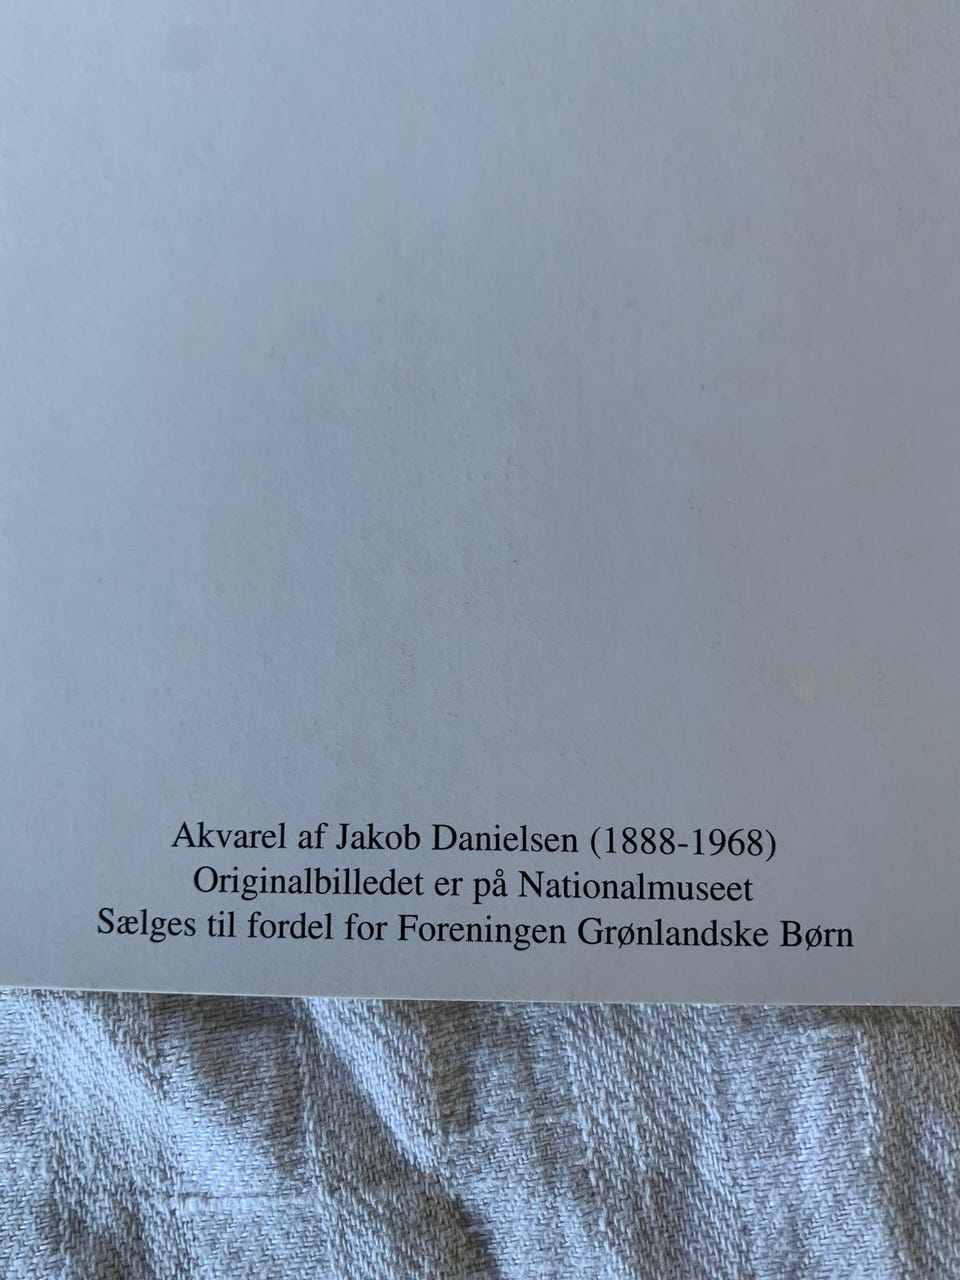 Akvarel af Jakob Danielsen (1888-1968)
Originalbilledet er på Nationalmuseet
Sælges til fordel for Foreningen Grønlandske Børn